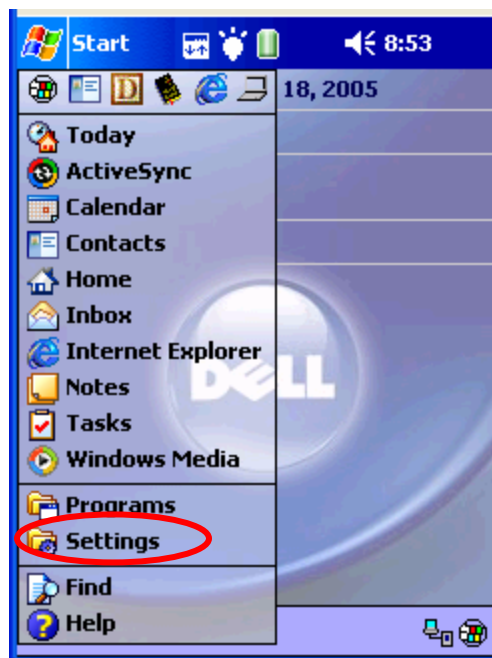 Start 8:53
18, 2005
Today
ActiveSync
Calendar
Contacts
Home
Inbox
Internet Explorer
Notes
Tasks
Windows Media
Programs
Settings
Find
Help
DELL